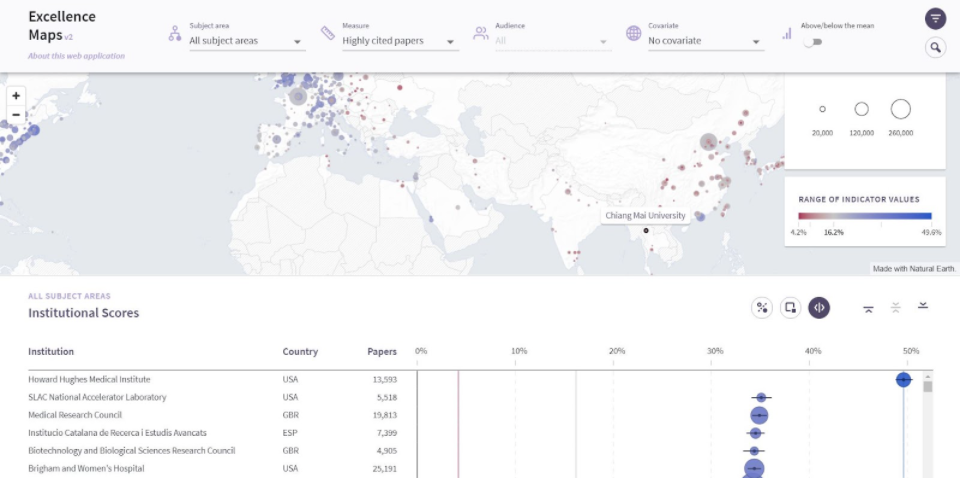 Excellence
Maps v2
About this web application
Subject area
All subject areas
Measure
Highly cited papers
Audience
All
Covariate
No covariate
Above/below the mean
+
−
20,000 120,000 260,000
RANGE OF INDICATOR VALUES
4.2% 16.2% 49.6%
Chiang Mai University
Made with Natural Earth.
ALL SUBJECT AREAS
Institutional Scores
Institution Country Papers 0% 10% 20% 30% 40% 50%
Howard Hughes Medical Institute USA 13,593
SLAC National Accelerator Laboratory USA 5,518
Medical Research Council GBR 19,813
Institucio Catalana de Recerca i Estudis Avancats ESP 7,399
Biotechnology and Biological Sciences Research Council GBR 4,905
Brigham and Women's Hospital USA 25,191